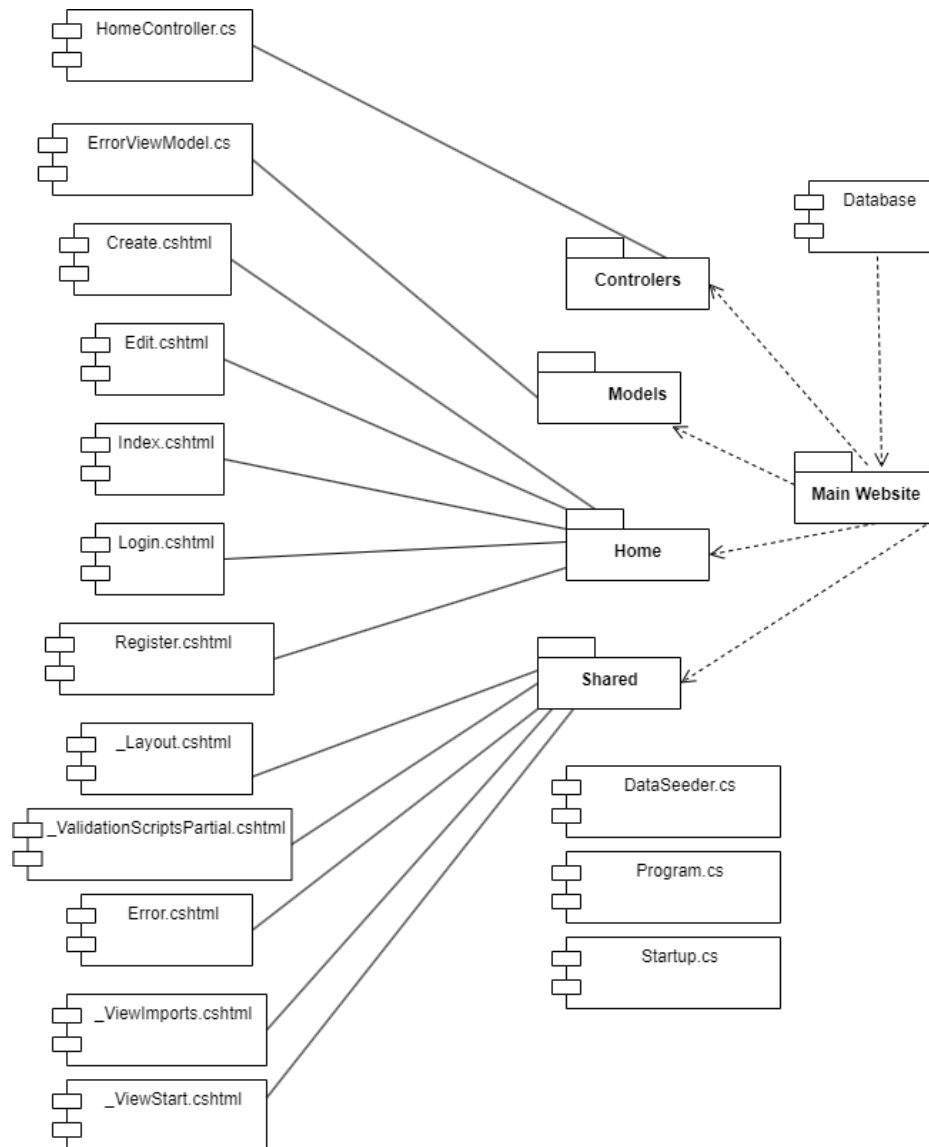 HomeController.cs
ErrorViewModel.cs
Database
Create.cshtml
Controlers
Edit.cshtml
Models
Index.cshtml
Main Website
Login.cshtml
Home
Register.cshtml
Shared
_Layout.cshtml
DataSeeder.cs
_ValidationScriptsPartial.cshtml
Program.cs
Error.cshtml
Startup.cs
_ViewImports.cshtml
_ViewStart.cshtml